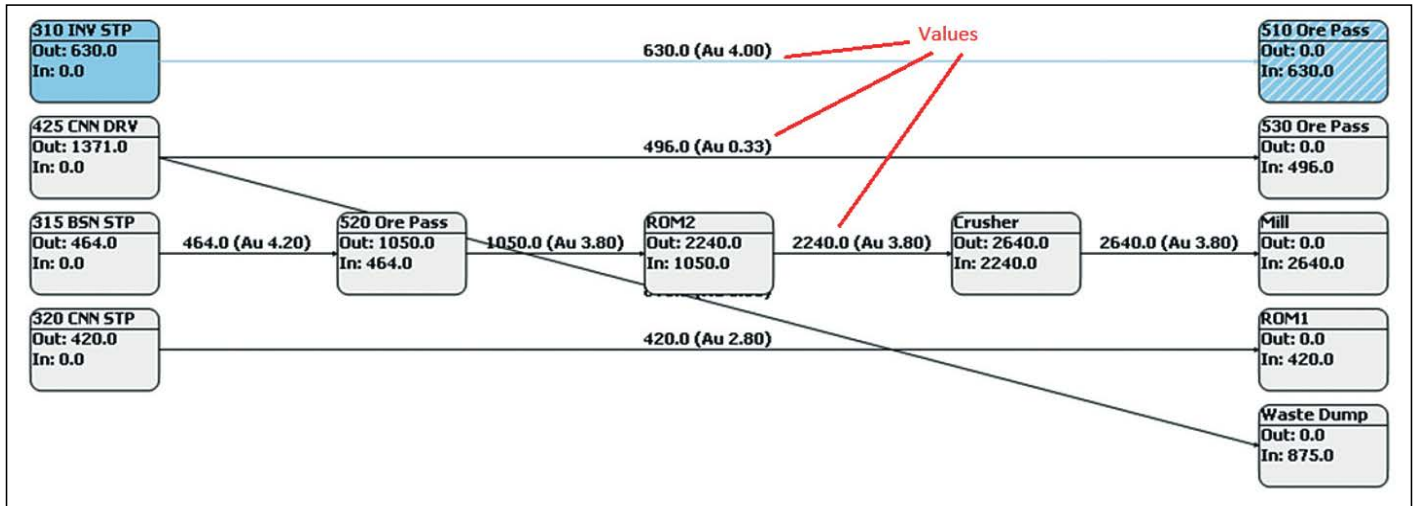 310 INV STP
Out: 630.0
In: 0.0
630.0 (Au 4.00)
Values
510 Ore Pass
Out: 0.0
In: 630.0
425 CNN DRV
Out: 1371.0
In: 0.0
496.0 (Au 0.33)
530 Ore Pass
Out: 0.0
In: 496.0
315 BSN STP
Out: 464.0
In: 0.0
464.0 (Au 4.20)
520 Ore Pass
Out: 1050.0
In: 464.0
1050.0 (Au 3.80)
ROM2
Out: 2240.0
In: 1050.0
2240.0 (Au 3.80)
Crusher
Out: 2640.0
In: 2240.0
2640.0 (Au 3.80)
Mill
Out: 0.0
In: 2640.0
320 CNN STP
Out: 420.0
In: 0.0
420.0 (Au 2.80)
ROM1
Out: 0.0
In: 420.0
Waste Dump
Out: 0.0
In: 875.0